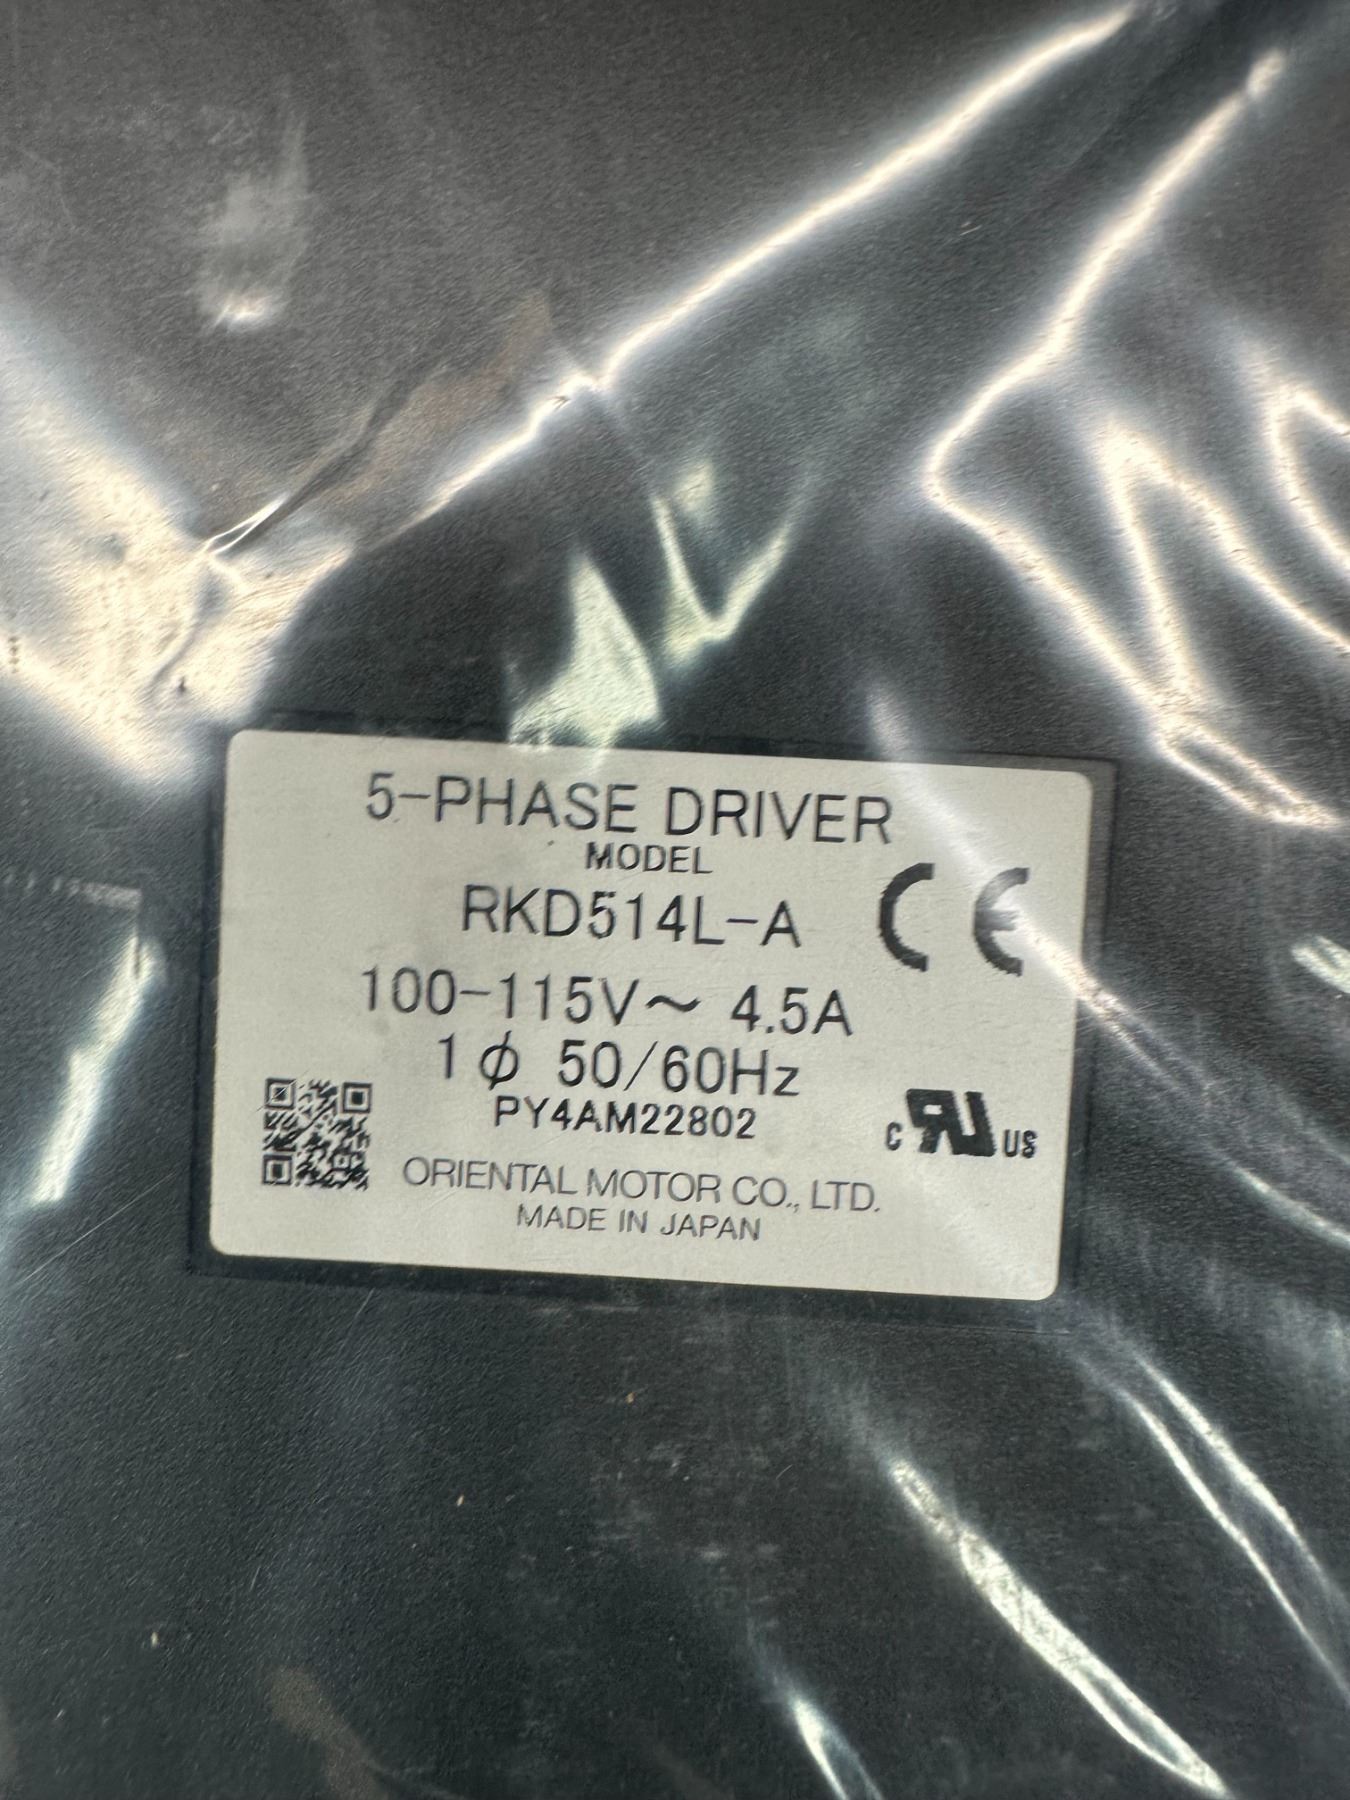 5-PHASE DRIVER
MODEL
RKD514L-A
CE
100-115V～ 4.5A
1φ 50/60Hz
PY4AM22802
c RU US
ORIENTAL MOTOR CO., LTD.
MADE IN JAPAN